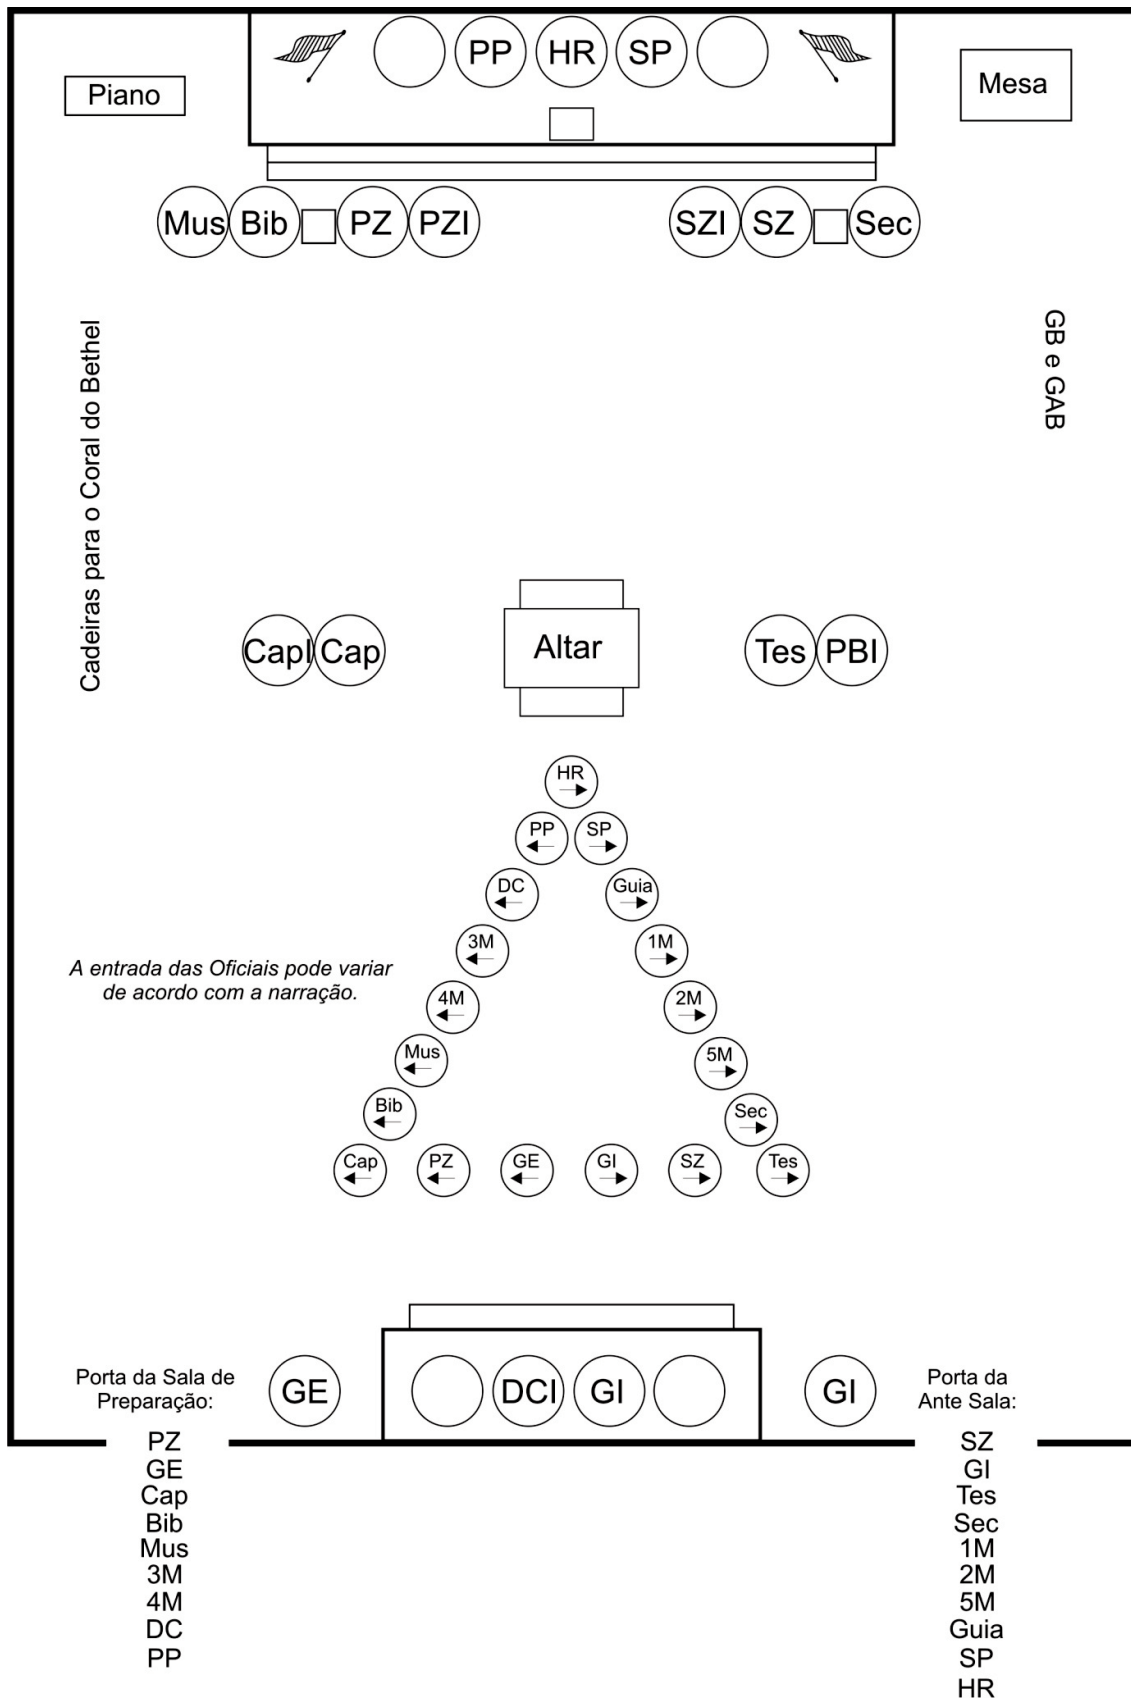 PP HR SP
Piano
Mesa
Mus Bib PZ PZI SZI SZ Sec
Cadeiras para o Coral do Bethel
GB e GAB
CapI Cap Altar Tes PBI
HR
PP SP
DC Guia
3M 1M
A entrada das Oficiais pode variar
de acordo com a narração.
4M 2M
Mus 5M
Bib Sec
Cap PZ GE GI SZ Tes
Porta da Sala de
Preparação:
GE DCI GI GI
Porta da
Ante Sala:
PZ
GE
Cap
Bib
Mus
3M
4M
DC
PP
SZ
GI
Tes
Sec
1M
2M
5M
Guia
SP
HR